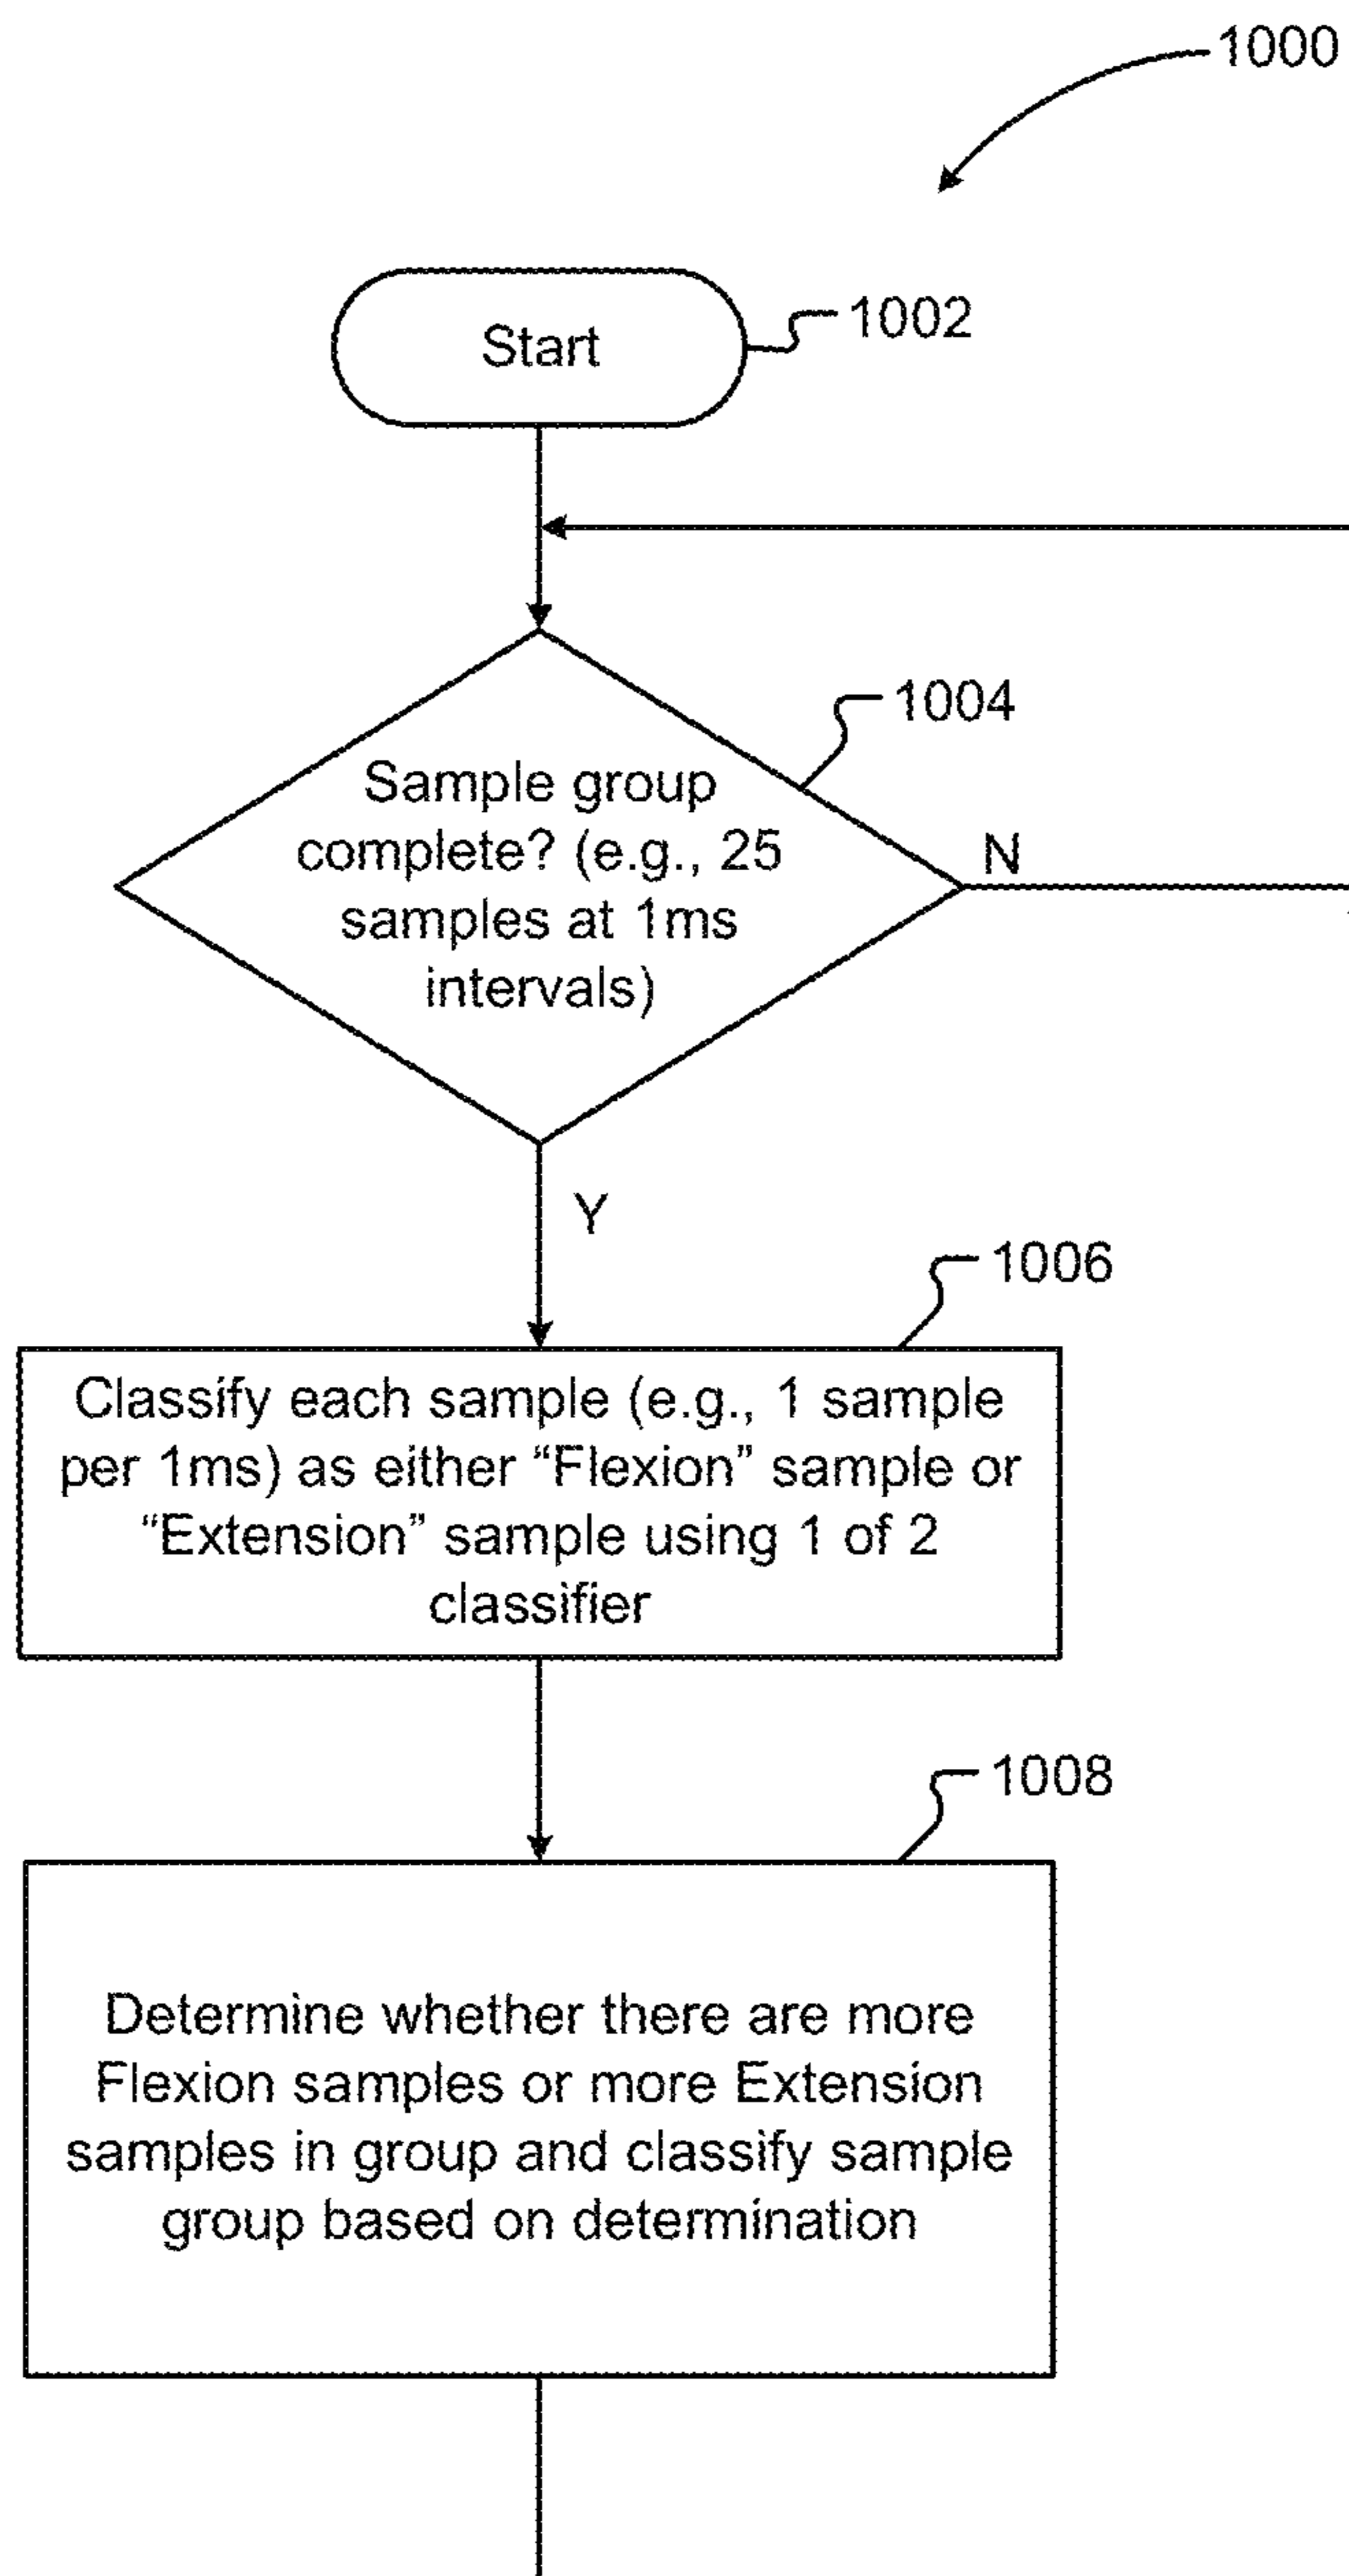 1000
Start
1002
1004
Sample group
complete? (e.g., 25
samples at 1ms
intervals)
N
Y
1006
Classify each sample (e.g., 1 sample
per 1ms) as either “Flexion” sample or
“Extension” sample using 1 of 2
classifier
1008
Determine whether there are more
Flexion samples or more Extension
samples in group and classify sample
group based on determination